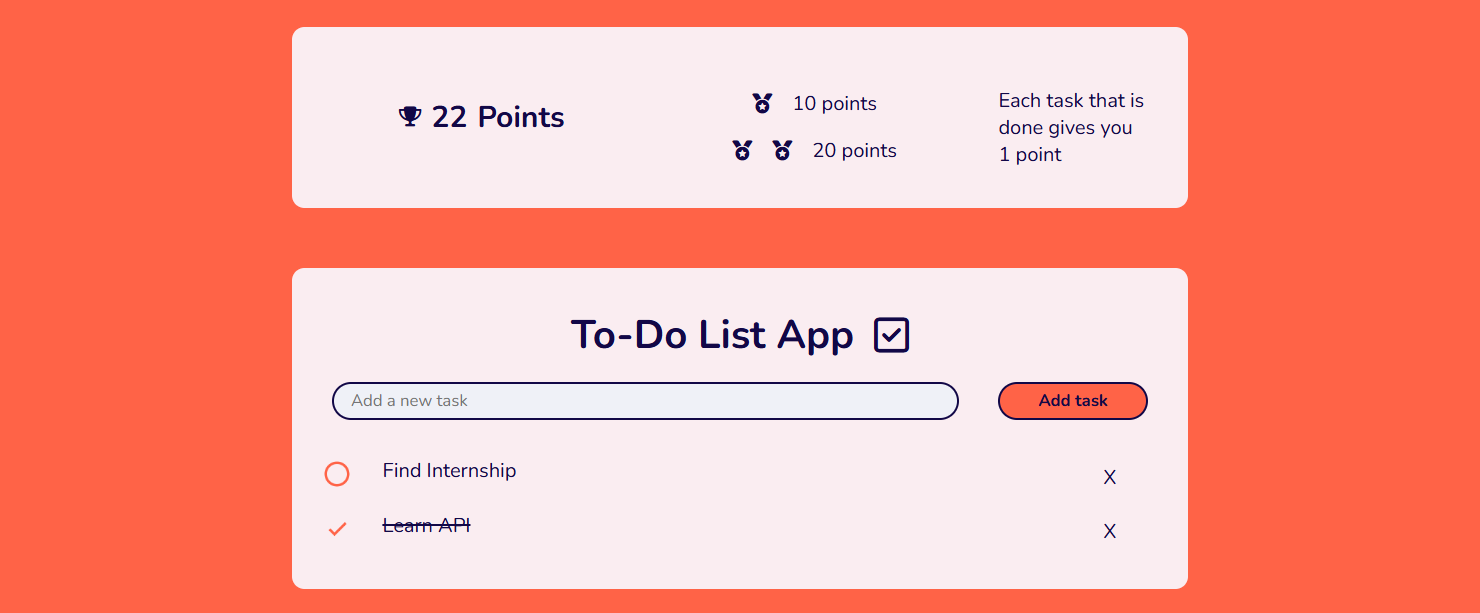 22 Points
10 points
20 points
Each task that is
done gives you
1 point
To-Do List App
Add a new task
Add task
Find Internship
X
Learn API
X